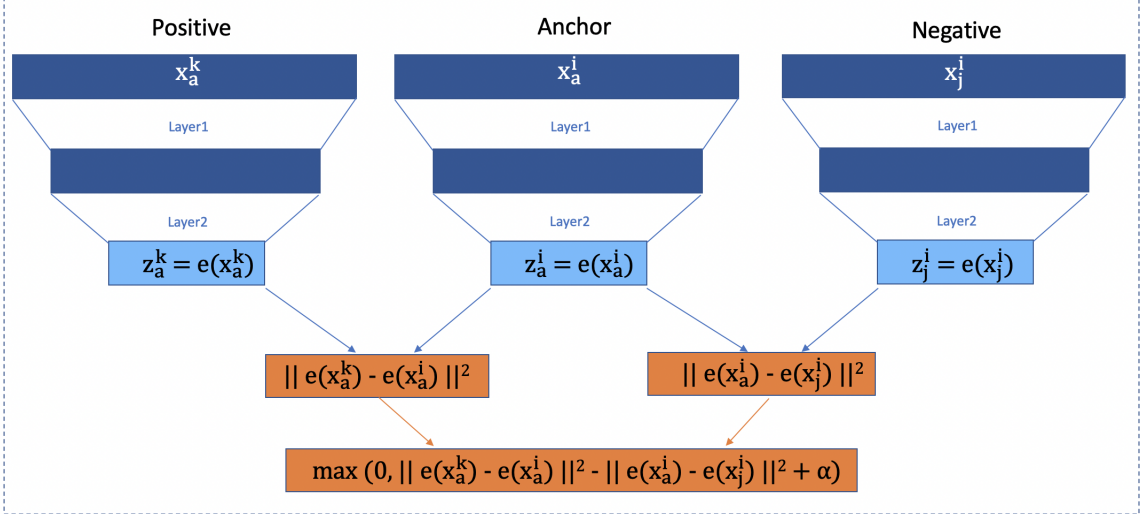 Positive
Anchor
Negative
x_a^k
x_a^i
x_j^i
Layer1
Layer1
Layer1
Layer2
Layer2
Layer2
z_a^k = e(x_a^k)
z_a^i = e(x_a^i)
z_j^i = e(x_j^i)
|| e(x_a^k) - e(x_a^i) ||²
|| e(x_a^i) - e(x_j^i) ||²
max (0, || e(x_a^k) - e(x_a^i) ||² - || e(x_a^i) - e(x_j^i) ||² + α)